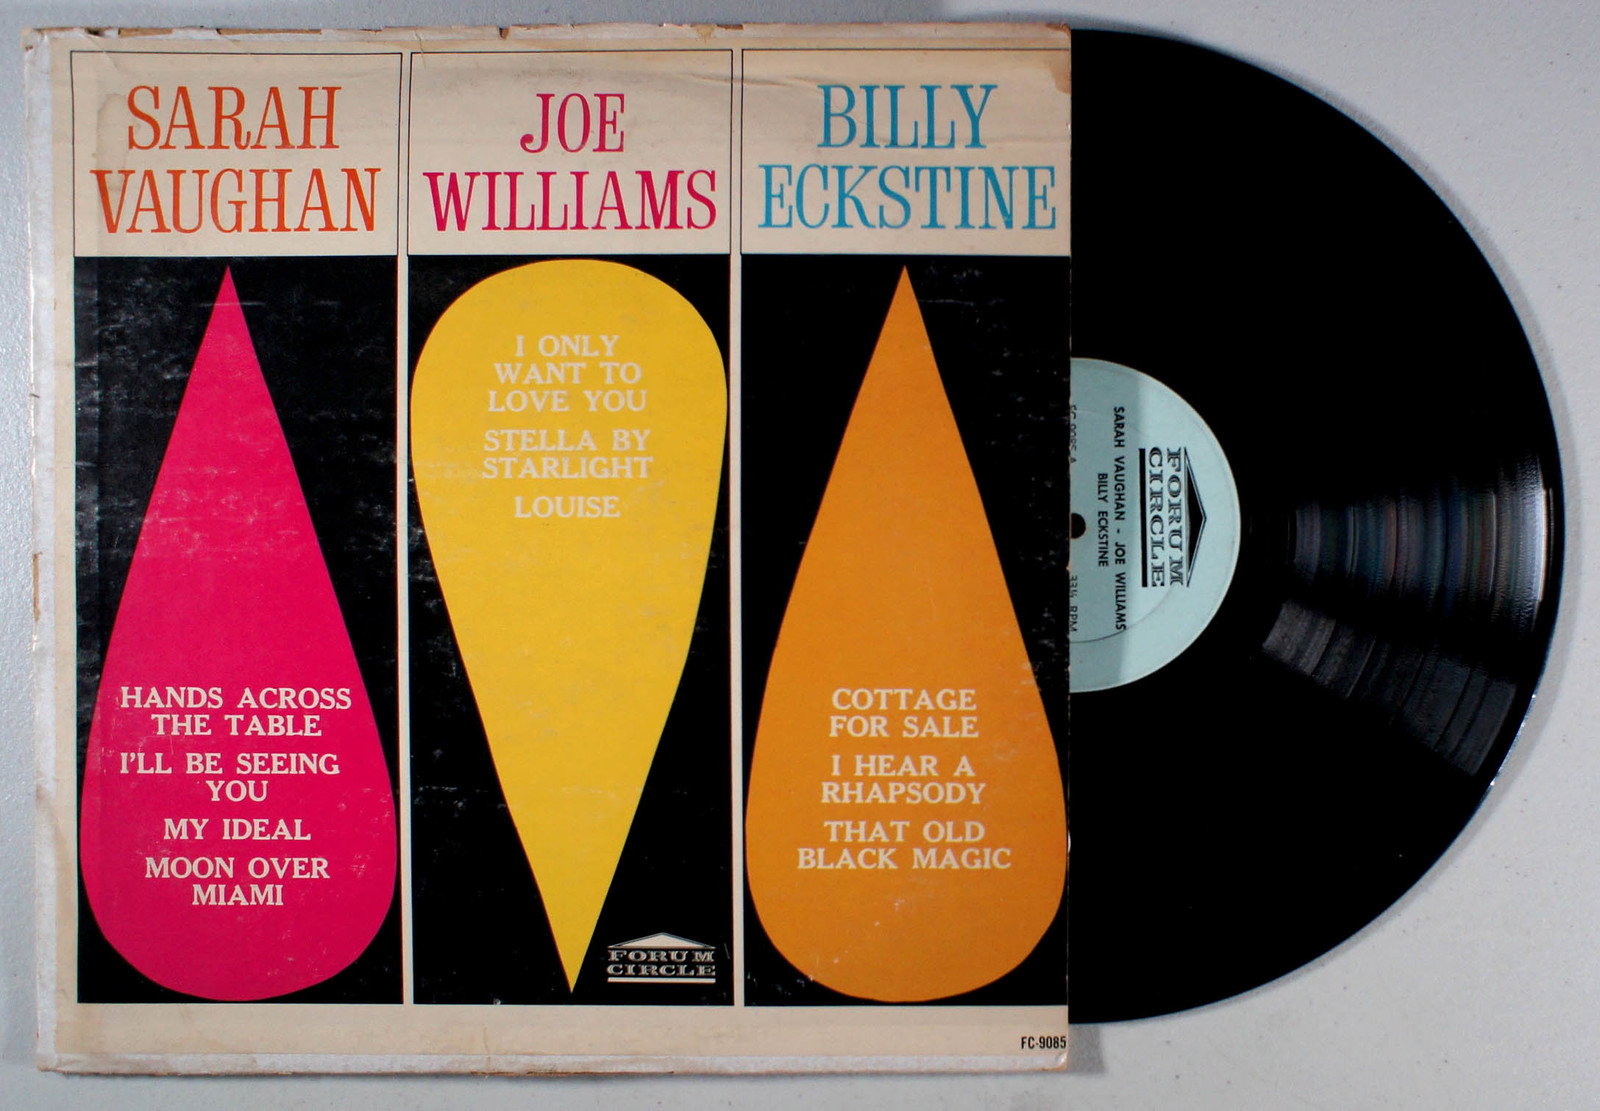 SARAH
VAUGHAN
HANDS ACROSS
THE TABLE
I'LL BE SEEING
YOU
MY IDEAL
MOON OVER
MIAMI
JOE
WILLIAMS
I ONLY
WANT TO
LOVE YOU
STELLA BY
STARLIGHT
LOUISE
FORUM
CIRCLE
BILLY
ECKSTINE
COTTAGE
FOR SALE
I HEAR A
RHAPSODY
THAT OLD
BLACK MAGIC
FC-9085
FORUM
CIRCLE
SARAH VAUGHAN - JOE WILLIAMS
BILLY ECKSTINE